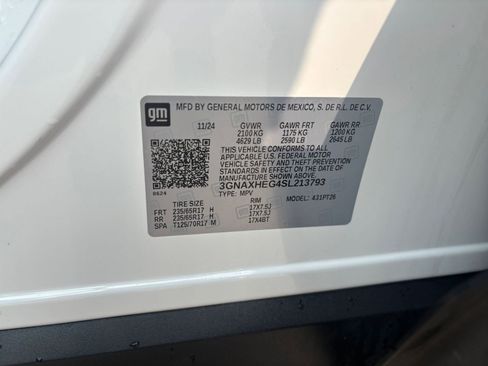 gm
MFD BY GENERAL MOTORS DE MEXICO, S. DE R.L. DE C.V.
11/24 GVWR GAWR FRT GAWR RR
2100 KG 1175 KG 1200 KG
4629 LB 2590 LB 2645 LB
THIS VEHICLE CONFORMS TO ALL
APPLICABLE U.S. FEDERAL MOTOR
VEHICLE SAFETY AND THEFT PREVENTION
STANDARDS IN EFFECT ON THE DATE OF
MANUFACTURE SHOWN ABOVE.
3GNAXHEG4SL213793
8624 TYPE: MPV MODEL: 431PT26
TIRE SIZE RIM
FRT 235/65R17 H 17X7.5J
RR 235/65R17 H 17X7.5J
SPA T125/70R17 M 17X4BT